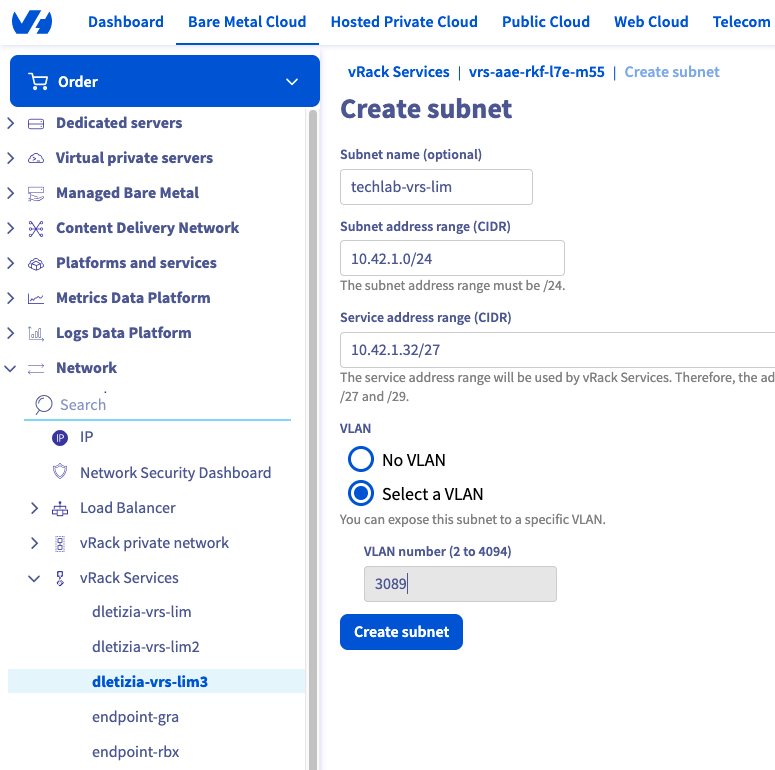 Dashboard Bare Metal Cloud Hosted Private Cloud Public Cloud Web Cloud Telecom
Order
Dedicated servers
Virtual private servers
Managed Bare Metal
Content Delivery Network
Platforms and services
Metrics Data Platform
Logs Data Platform
Network
Search
IP IP
Network Security Dashboard
Load Balancer
vRack private network
vRack Services
dletizia-vrs-lim
dletizia-vrs-lim2
dletizia-vrs-lim3
endpoint-gra
endpoint-rbx
vRack Services | vrs-aae-rkf-l7e-m55 | Create subnet
Create subnet
Subnet name (optional)
techlab-vrs-lim
Subnet address range (CIDR)
10.42.1.0/24
The subnet address range must be /24.
Service address range (CIDR)
10.42.1.32/27
The service address range will be used by vRack Services. Therefore, the ad
/27 and /29.
VLAN
No VLAN
Select a VLAN
You can expose this subnet to a specific VLAN.
VLAN number (2 to 4094)
3089
Create subnet